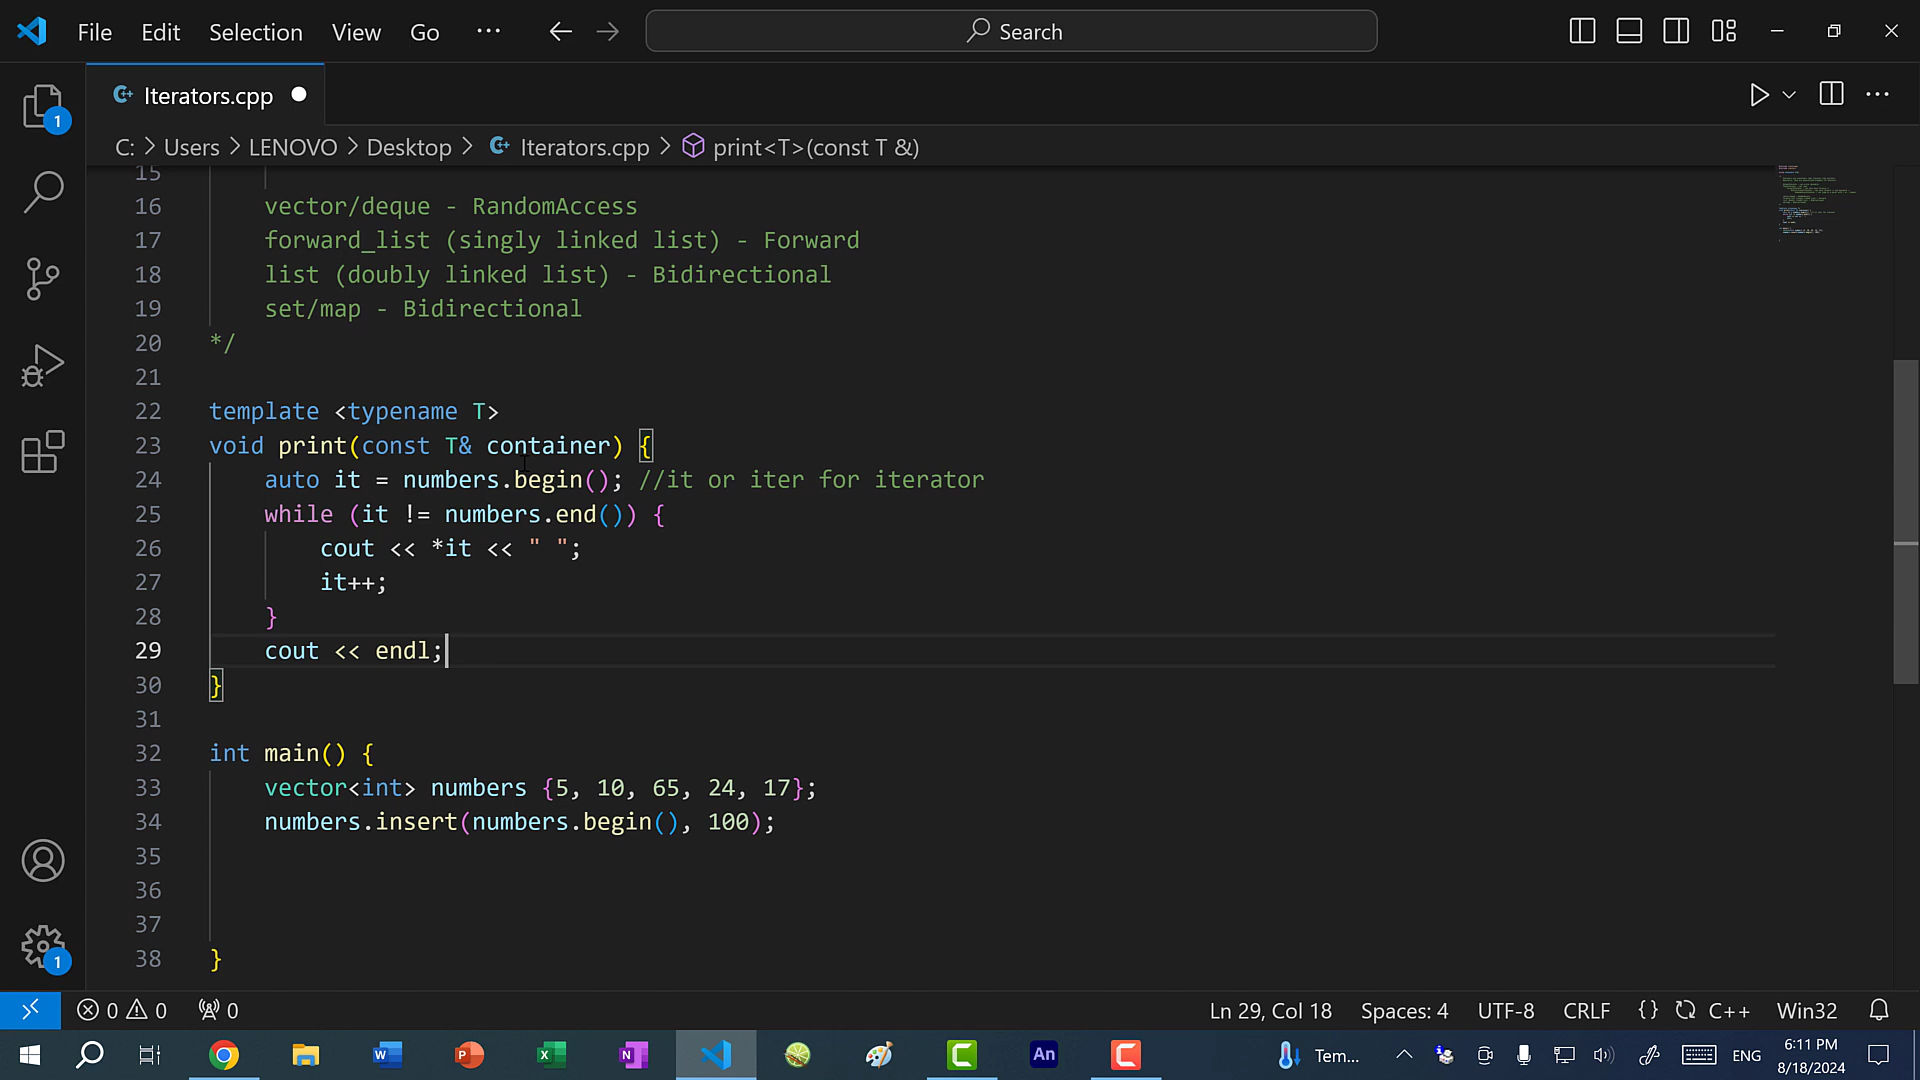 File Edit Selection View Go ··· Search
Iterators.cpp
C: > Users > LENOVO > Desktop > Iterators.cpp > print<T>(const T &)
15
16 vector/deque - RandomAccess
17 forward_list (singly linked list) - Forward
18 list (doubly linked list) - Bidirectional
19 set/map - Bidirectional
20 */
21
22 template <typename T>
23 void print(const T& container) {
24 auto it = numbers.begin(); //it or iter for iterator
25 while (it != numbers.end()) {
26 cout << *it << " ";
27 it++;
28 }
29 cout << endl;
30 }
31
32 int main() {
33 vector<int> numbers {5, 10, 65, 24, 17};
34 numbers.insert(numbers.begin(), 100);
35
36
37
38 }
1
1
0 0 0 Ln 29, Col 18 Spaces: 4 UTF-8 CRLF {} C++ Win32
An Tem... ENG 6:11 PM
8/18/2024